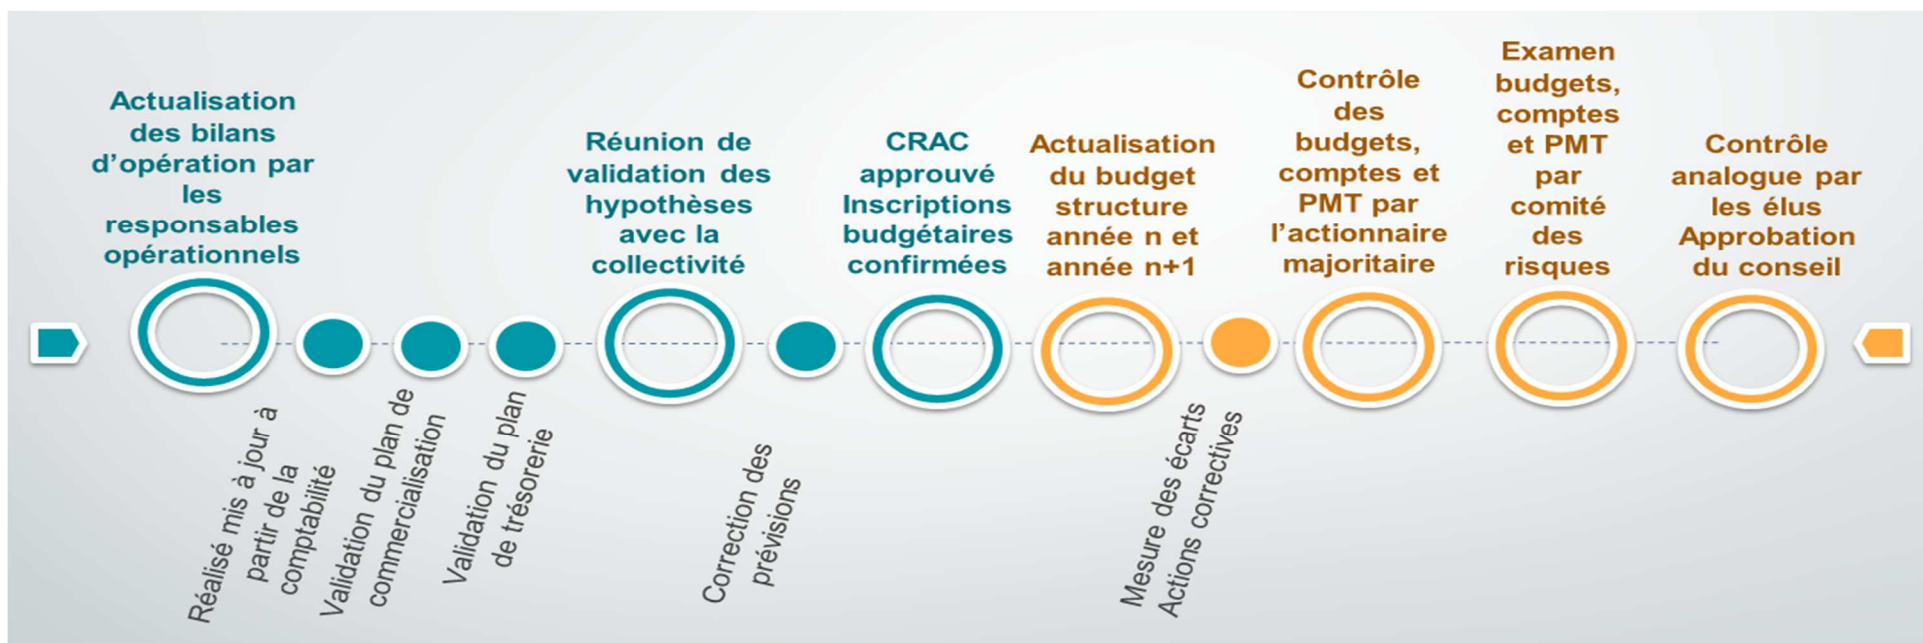 Actualisation
des bilans
d’opération par
les
responsables
opérationnels
Réalisé mis à jour à
partir de la
comptabilité
Validation du plan de
commercialisation
Validation du plan
de trésorerie
Réunion de
validation des
hypothèses
avec la
collectivité
Correction des
prévisions
CRAC
approuvé
Inscriptions
budgétaires
confirmées
Actualisation
du budget
structure
année n et
année n+1
Mesure des écarts
Actions correctives
Contrôle
des
budgets,
comptes et
PMT par
l’actionnaire
majoritaire
Examen
budgets,
comptes
et PMT
par
comité
des
risques
Contrôle
analogue par
les élus
Approbation
du conseil